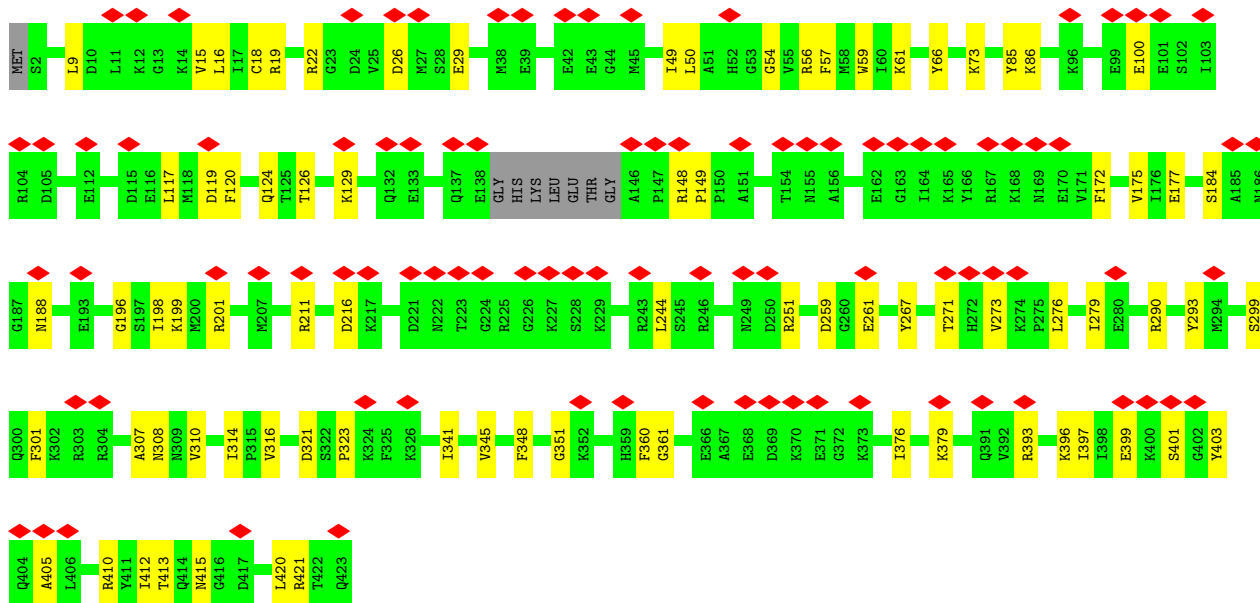 MET S2 L9 D10 L11 K12 G13 K14 V15 L16 I17 C18 R19 R22 G23 D24 V25 D26 M27 S28 E29 M38 E39 E42 E43 G44 M45 I49 L50 A51 H52 G53 G54 V55 R56 F57 M58 W59 I60 K61 Y66 K73 Y85 K86 K96 E99 E100 E101 S102 I103
R104 D105 E112 D115 E116 L117 M118 D119 F120 Q124 T125 T126 K129 Q132 E133 Q137 E138 GLY HIS LYS LEU GLU THR GLY A146 P147 R148 P149 P150 A151 T154 N155 A156 E162 G163 I164 K165 Y166 R167 K168 N169 E170 V171 F172 V175 I176 E177 S184 A185 N186
G187 N188 E193 G196 S197 I198 K199 M200 R201 M207 R211 D216 K217 D221 N222 T223 G224 R225 G226 K227 S228 K229 R243 L244 S245 R246 N249 D250 R251 D259 G260 E261 Y267 T271 H272 V273 K274 P275 L276 I279 E280 R290 Y293 M294 S299
Q300 F301 K302 R303 R304 A307 N308 N309 V310 I314 P315 V316 D321 S322 P323 K324 F325 K326 I341 V345 F348 G351 K352 H359 F360 G361 E366 A367 E368 D369 K370 E371 G372 K373 I376 K379 Q391 V392 R393 K396 I397 I398 E399 K400 S401 G402 Y403
Q404 A405 L406 R410 Y411 I412 T413 Q414 N415 G416 D417 L420 R421 T422 Q423